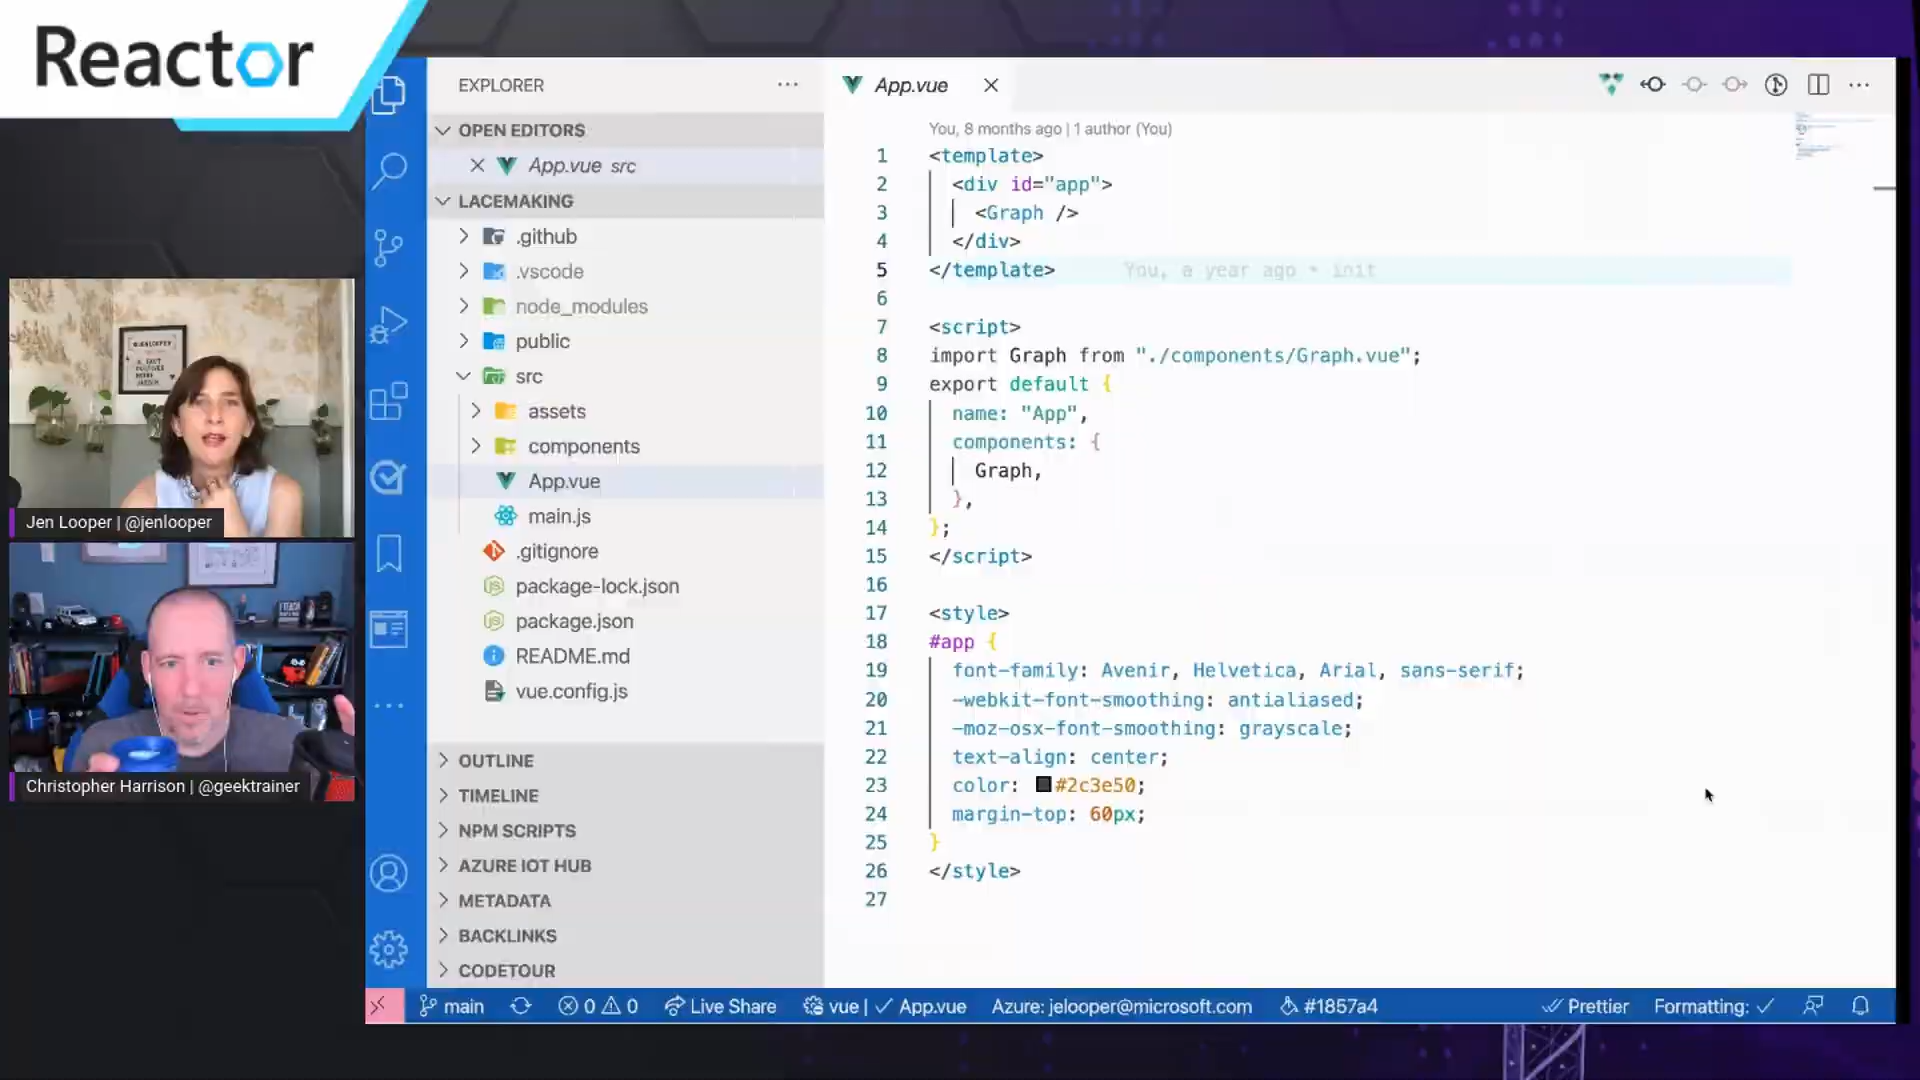 Reactor
EXPLORER
OPEN EDITORS
App.vue src
LACEMAKING
.github
.vscode
node_modules
public
src
assets
components
App.vue
main.js
.gitignore
package-lock.json
package.json
README.md
vue.config.js
OUTLINE
TIMELINE
NPM SCRIPTS
AZURE IOT HUB
METADATA
BACKLINKS
CODETOUR
App.vue
You, 8 months ago | 1 author (You)
1 <template>
2 <div id="app">
3 <Graph />
4 </div>
5 </template> You, a year ago • init
6
7 <script>
8 import Graph from "./components/Graph.vue";
9 export default {
10 name: "App",
11 components: {
12 Graph,
13 },
14 };
15 </script>
16
17 <style>
18 #app {
19 font-family: Avenir, Helvetica, Arial, sans-serif;
20 -webkit-font-smoothing: antialiased;
21 -moz-osx-font-smoothing: grayscale;
22 text-align: center;
23 color: #2c3e50;
24 margin-top: 60px;
25 }
26 </style>
27
Jen Looper | @jenlooper
Christopher Harrison | @geektrainer
main 0 0 Live Share vue | App.vue Azure: jelooper@microsoft.com #1857a4 Prettier Formatting: